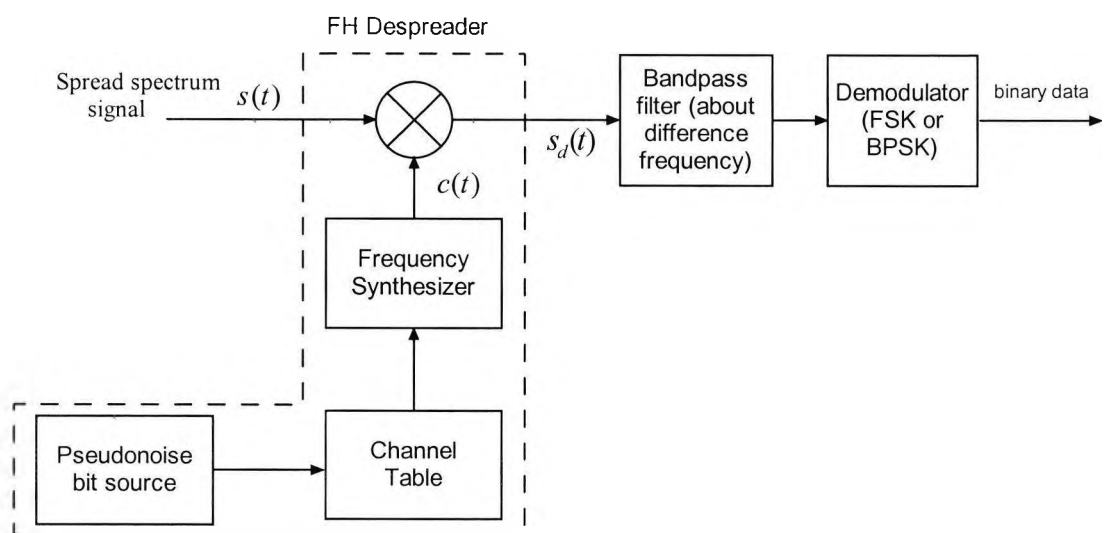 FH Despreader
Spread spectrum
signal
s(t)
s_d(t)
c(t)
Bandpass
filter (about
difference
frequency)
Demodulator
(FSK or
BPSK)
binary data
Frequency
Synthesizer
Pseudonoise
bit source
Channel
Table